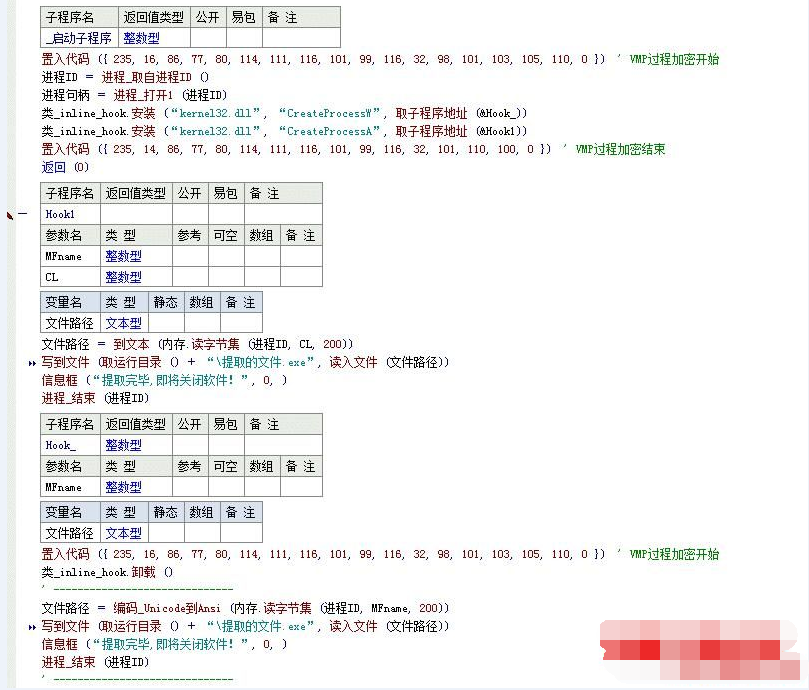 子程序名 返回值类型 公开 易包 备 注
_启动子程序 整数型
置入代码 ({ 235, 16, 86, 77, 80, 114, 111, 116, 101, 99, 116, 32, 98, 101, 103, 105, 110, 0 }) ' VMP过程加密开始
进程ID = 进程_取自进程ID ()
进程句柄 = 进程_打开1 (进程ID)
类_inline_hook.安装 (“kernel32.dll”, “CreateProcessW”, 取子程序地址 (&Hook_))
类_inline_hook.安装 (“kernel32.dll”, “CreateProcessA”, 取子程序地址 (&Hook1))
置入代码 ({ 235, 14, 86, 77, 80, 114, 111, 116, 101, 99, 116, 32, 101, 110, 100, 0 }) ' VMP过程加密结束
返回 (0)
子程序名 返回值类型 公开 易包 备 注
Hook1
参数名 类 型 参考 可空 数组 备 注
MFname 整数型
CL 整数型
变量名 类 型 静态 数组 备 注
文件路径 文本型
文件路径 = 到文本 (内存.读字节集 (进程ID, CL, 200))
写到文件 (取运行目录 () + “\提取的文件.exe”, 读入文件 (文件路径))
信息框 (“提取完毕,即将关闭软件！”, 0, )
进程_结束 (进程ID)
子程序名 返回值类型 公开 易包 备 注
Hook_ 整数型
参数名 类 型 参考 可空 数组 备 注
MFname 整数型
变量名 类 型 静态 数组 备 注
文件路径 文本型
置入代码 ({ 235, 16, 86, 77, 80, 114, 111, 116, 101, 99, 116, 32, 98, 101, 103, 105, 110, 0 }) ' VMP过程加密开始
类_inline_hook.卸载 ()
' ------------------------------
文件路径 = 编码_Unicode到Ansi (内存.读字节集 (进程ID, MFname, 200))
写到文件 (取运行目录 () + “\提取的文件.exe”, 读入文件 (文件路径))
信息框 (“提取完毕,即将关闭软件！”, 0, )
进程_结束 (进程ID)
' ------------------------------